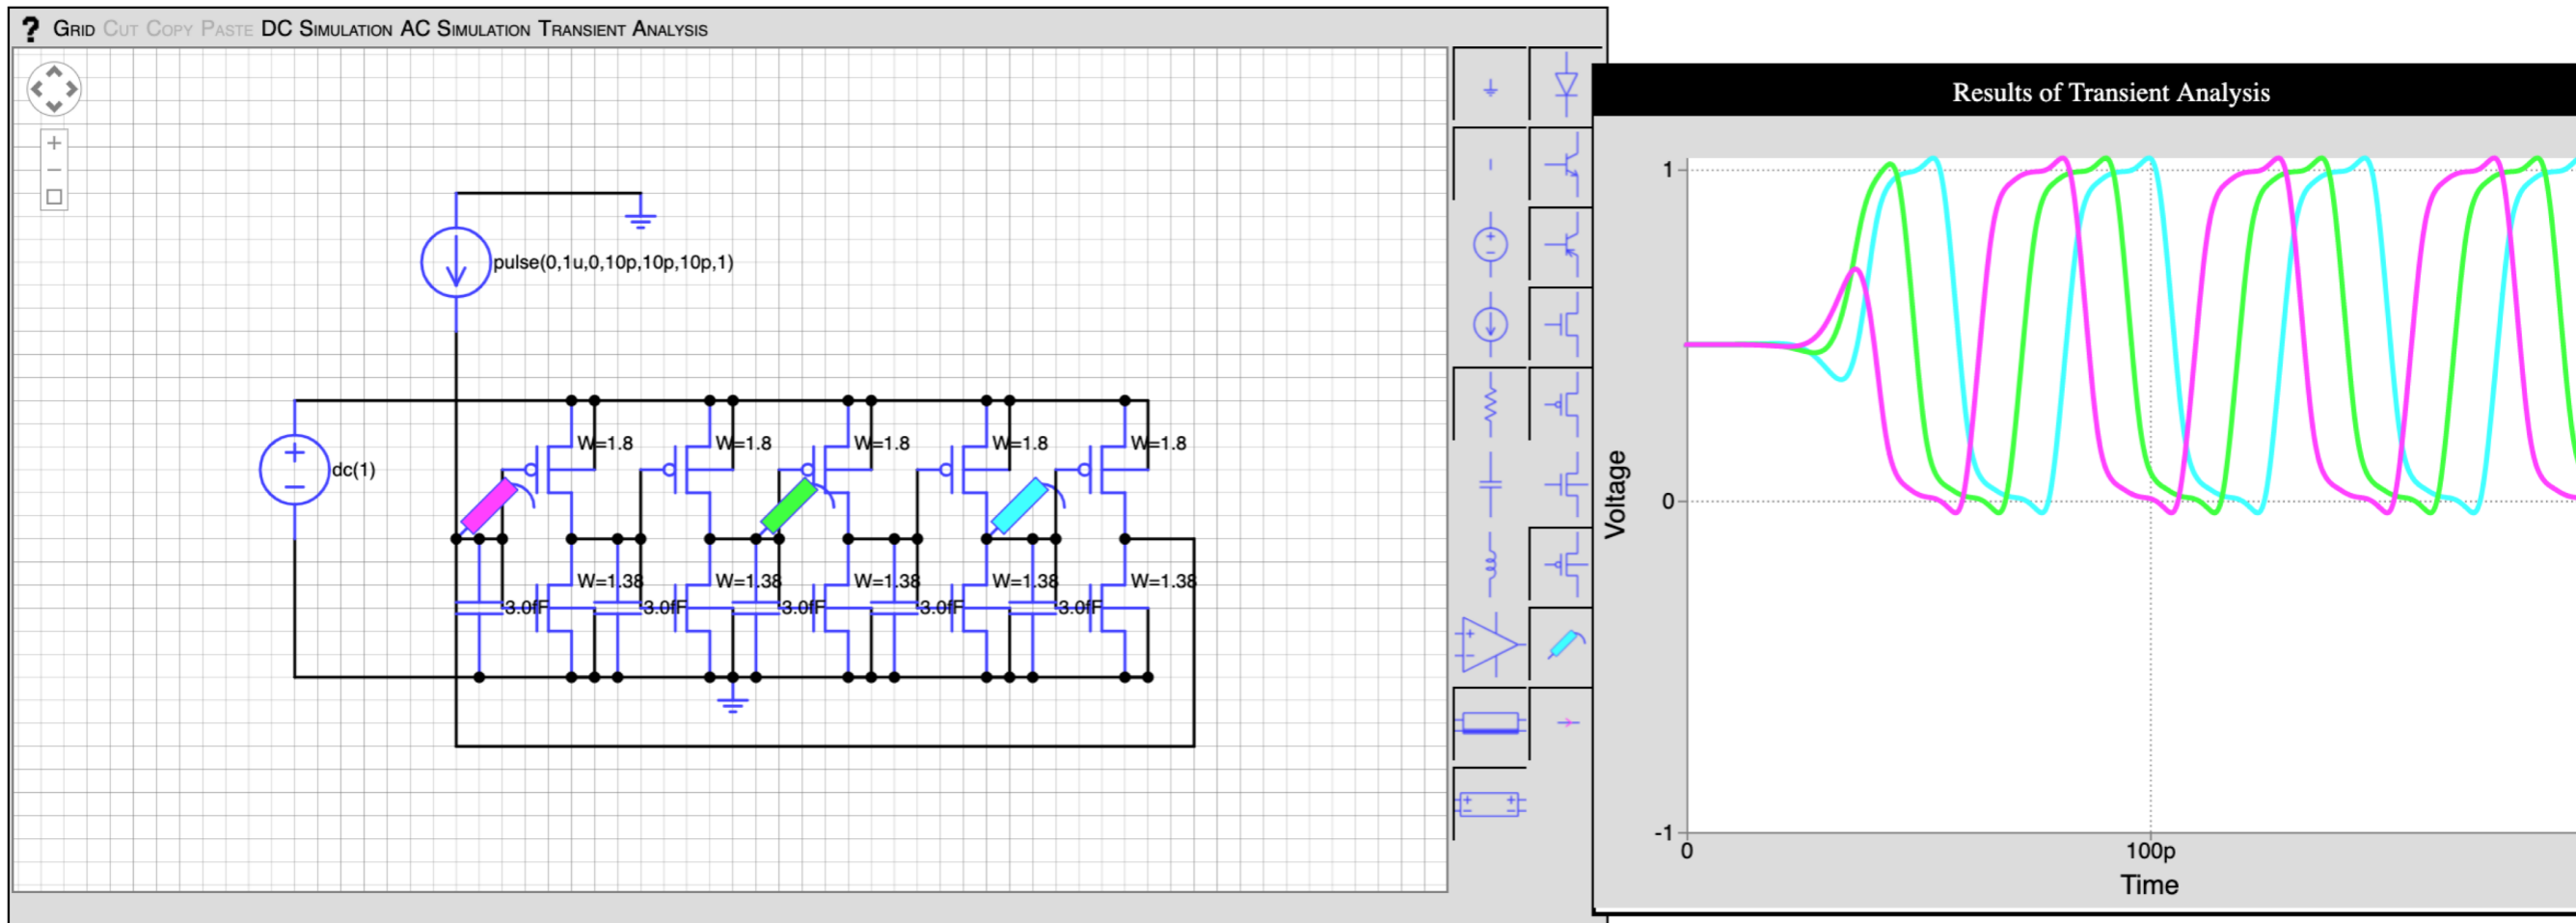 ? Grid Cut Copy Paste DC Simulation AC Simulation Transient Analysis
Results of Transient Analysis
pulse(0,1u,0,10p,10p,10p,1)
dc(1)
W=1.8 W=1.8 W=1.8 W=1.8 W=1.8
W=1.38 W=1.38 W=1.38 W=1.38 W=1.38
3.0fF 3.0fF 3.0fF 3.0fF 3.0fF
1
0
-1
Voltage
0 100p
Time